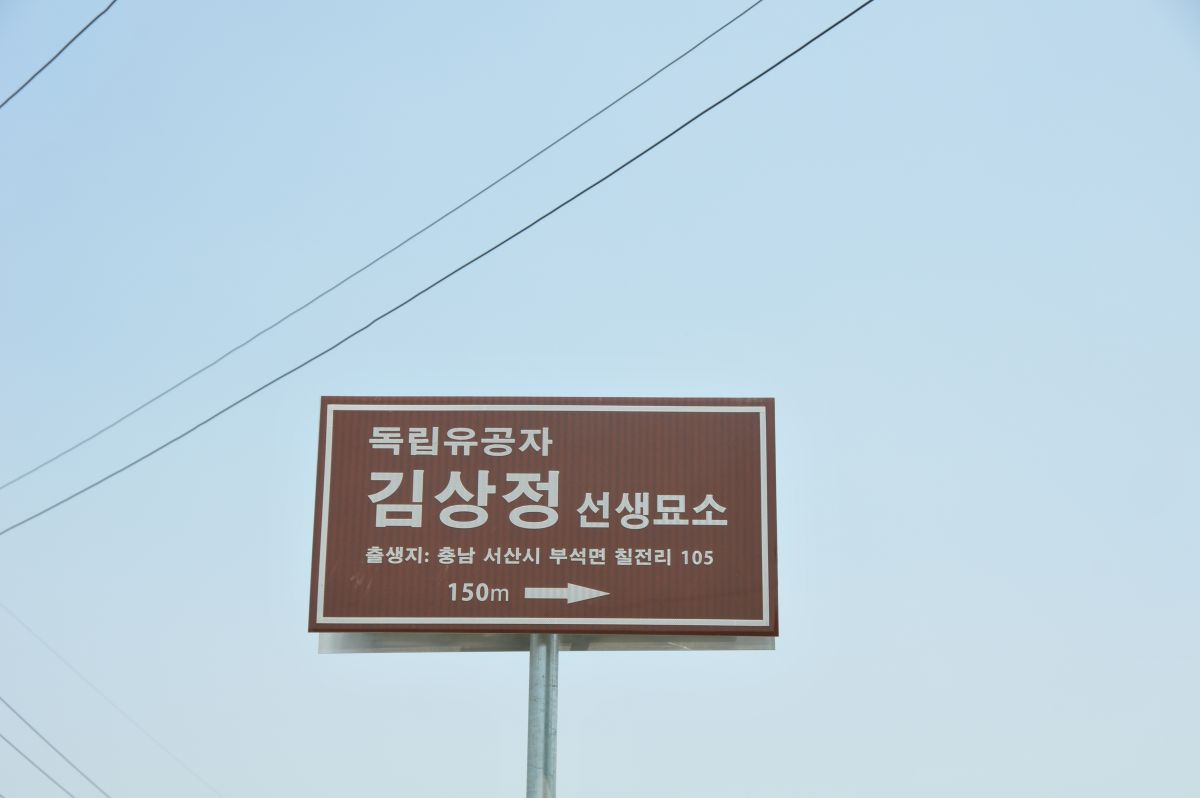 독립유공자
김상정 선생묘소
출생지: 충남 서산시 부석면 칠전리 105
150m